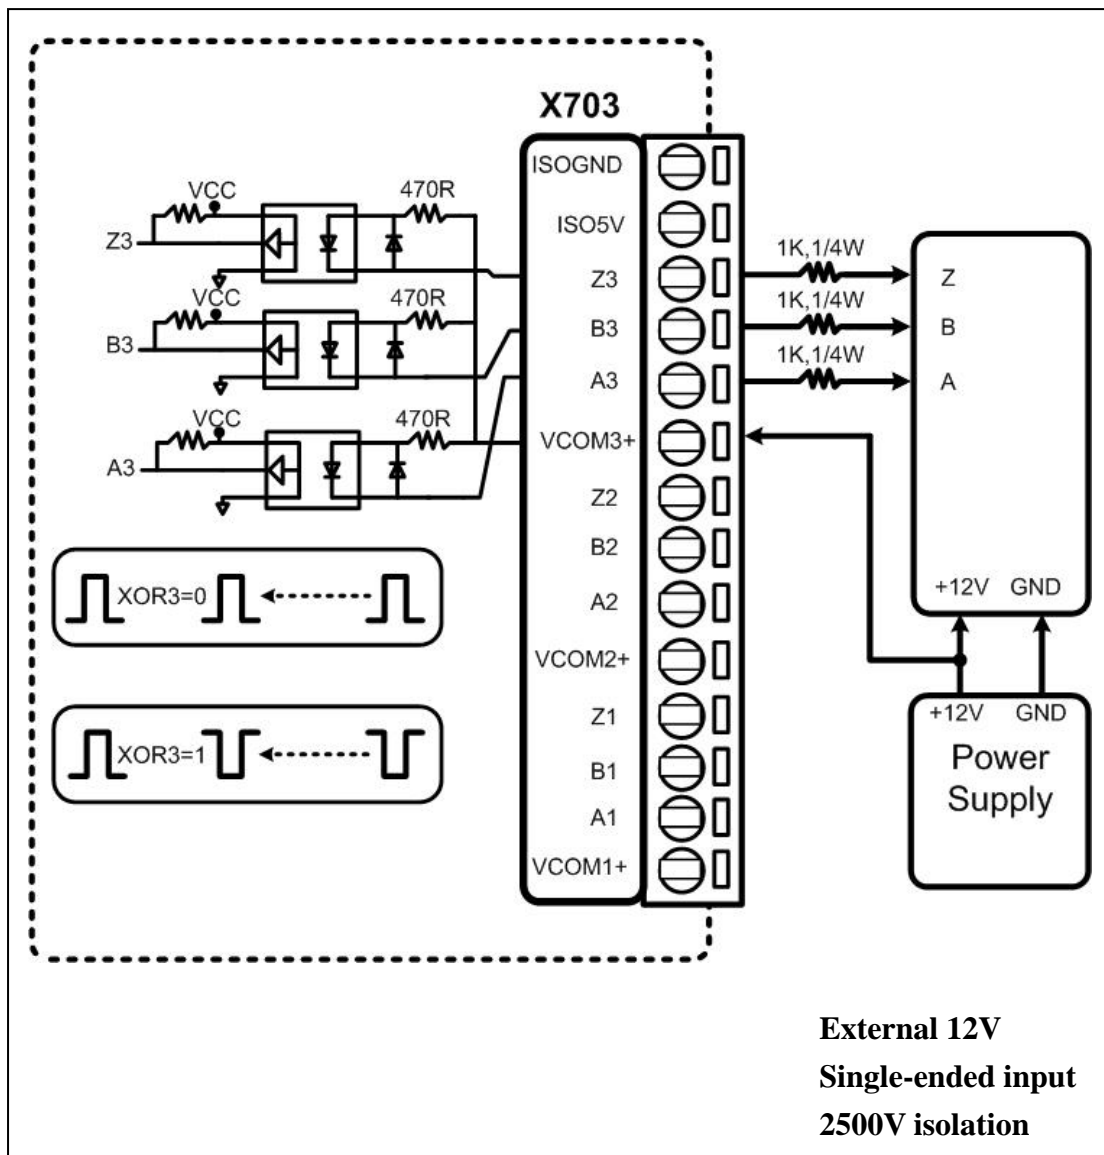 X703
ISOGND
ISO5V
Z3
B3
A3
VCOM3+
Z2
B2
A2
VCOM2+
Z1
B1
A1
VCOM1+
VCC
470R
Z3
VCC
470R
B3
VCC
470R
A3
XOR3=0
XOR3=1
1K,1/4W
Z
1K,1/4W
B
1K,1/4W
A
+12V GND
+12V GND
Power
Supply
External 12V
Single-ended input
2500V isolation